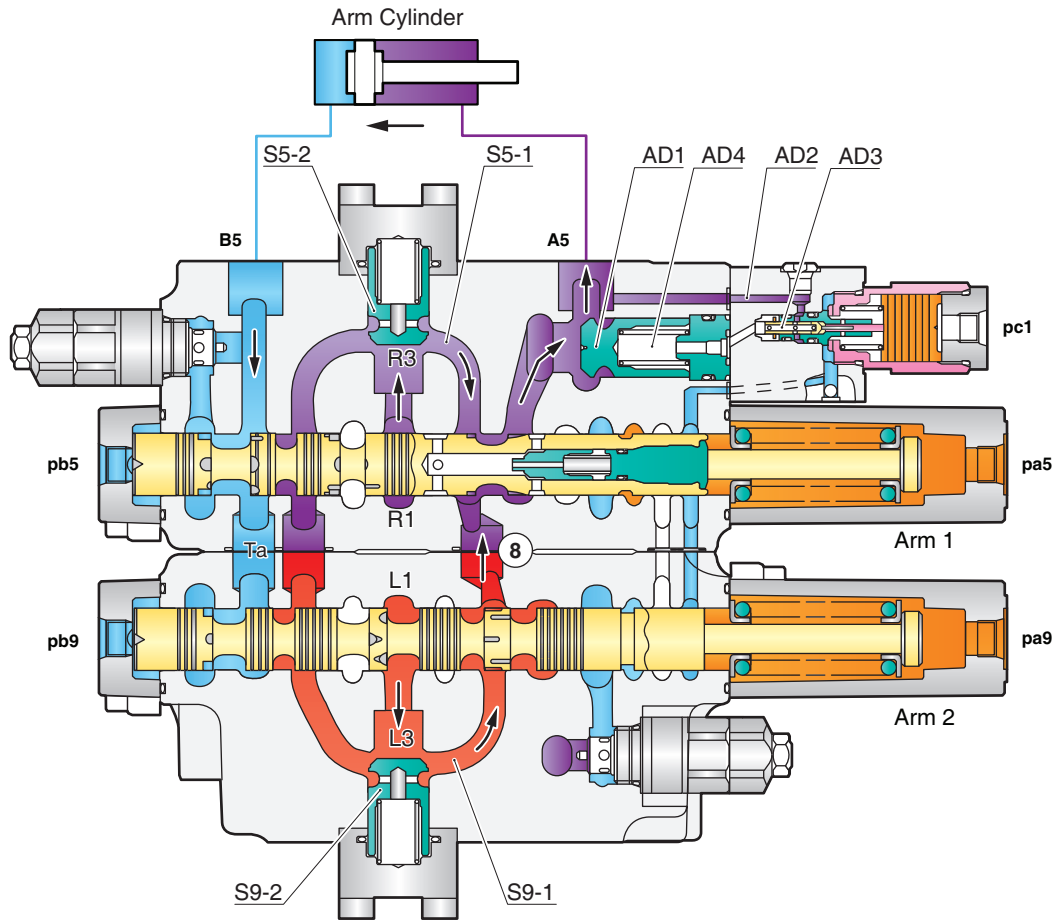 Arm Cylinder
S5-2
S5-1
AD1
AD4
AD2
AD3
B5
A5
pc1
R3
pb5
pa5
R1
Arm 1
Ta
8
L1
pb9
pa9
L3
Arm 2
S9-2
S9-1